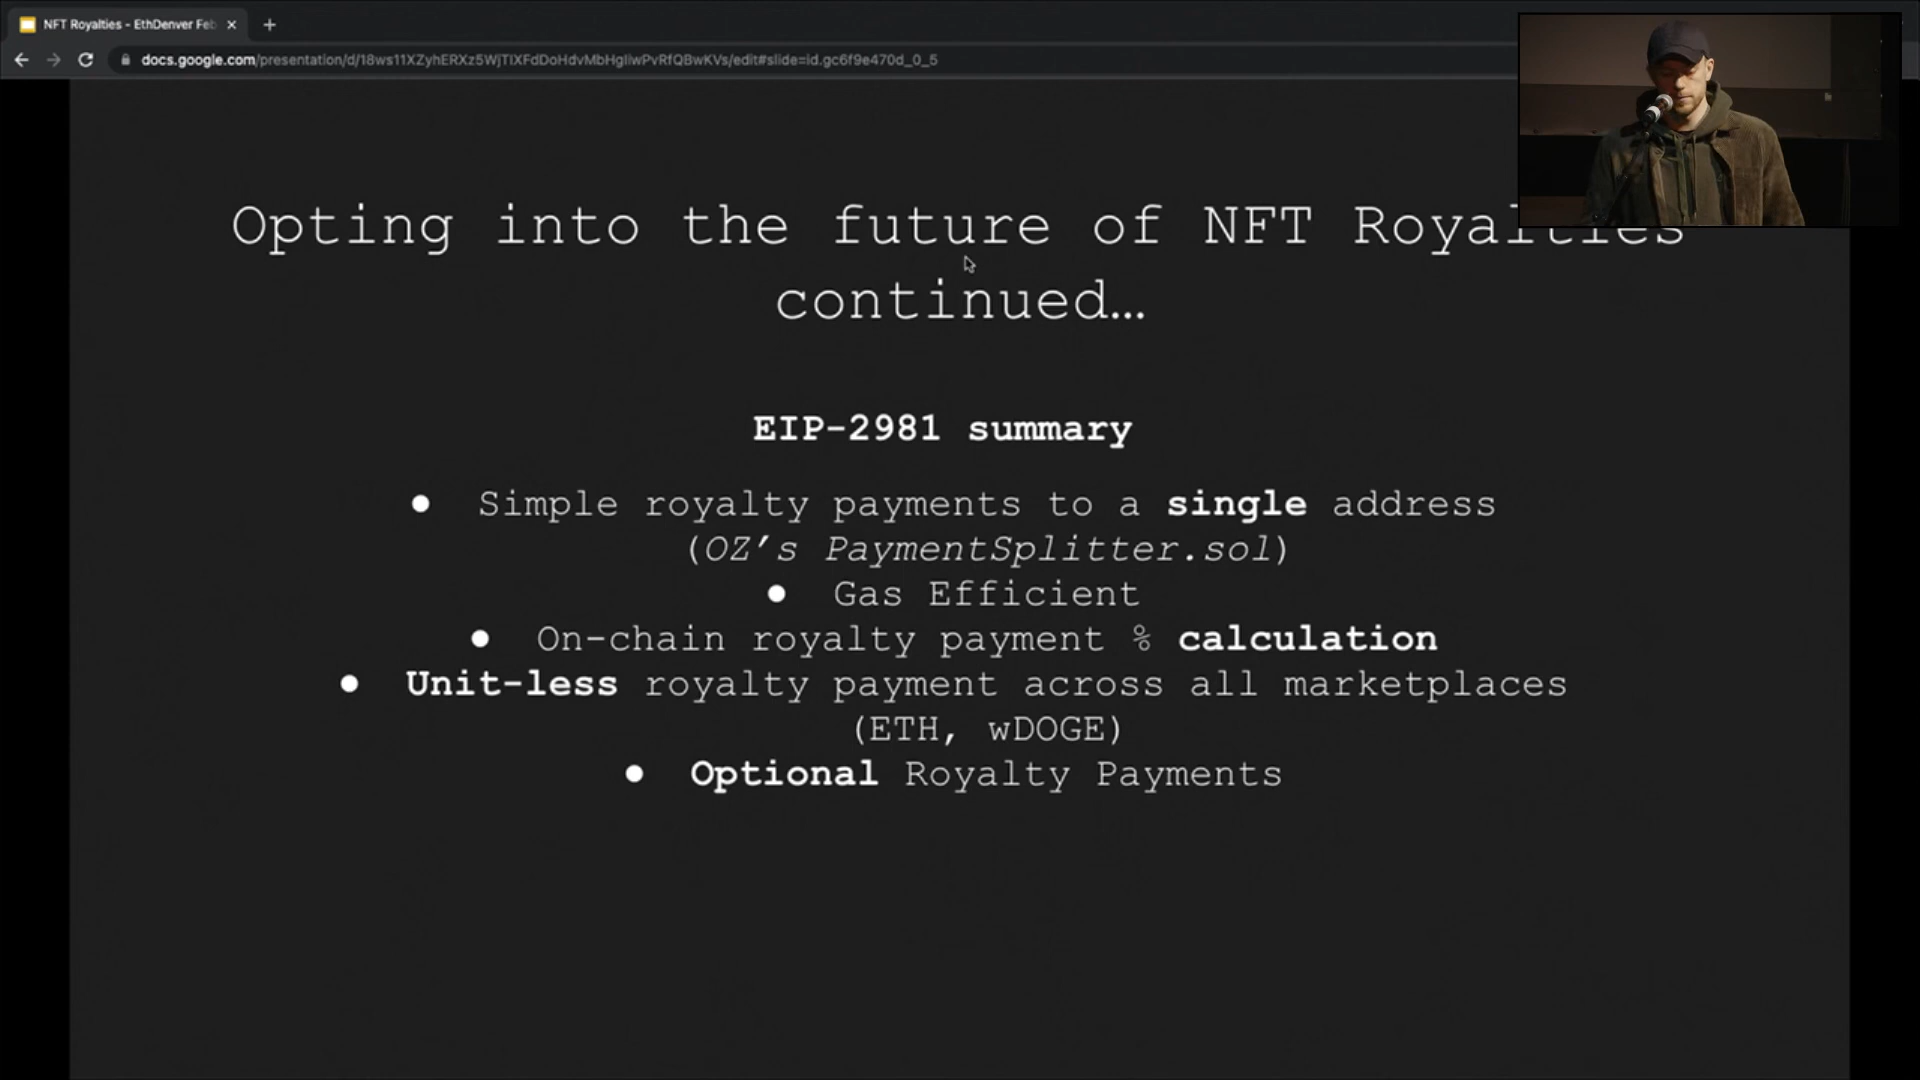 NFT Royalties - EthDenver Feb
docs.google.com/presentation/d/18ws11XZyhERXz5WjTIXFdDoHdvMbHgIiwPvRfQBwKVs/edit#slide=id.gc6f9e470d_0_5
Opting into the future of NFT Royalties
continued…
EIP-2981 summary
● Simple royalty payments to a single address
(OZ’s PaymentSplitter.sol)
● Gas Efficient
● On-chain royalty payment % calculation
● Unit-less royalty payment across all marketplaces
(ETH, wDOGE)
● Optional Royalty Payments